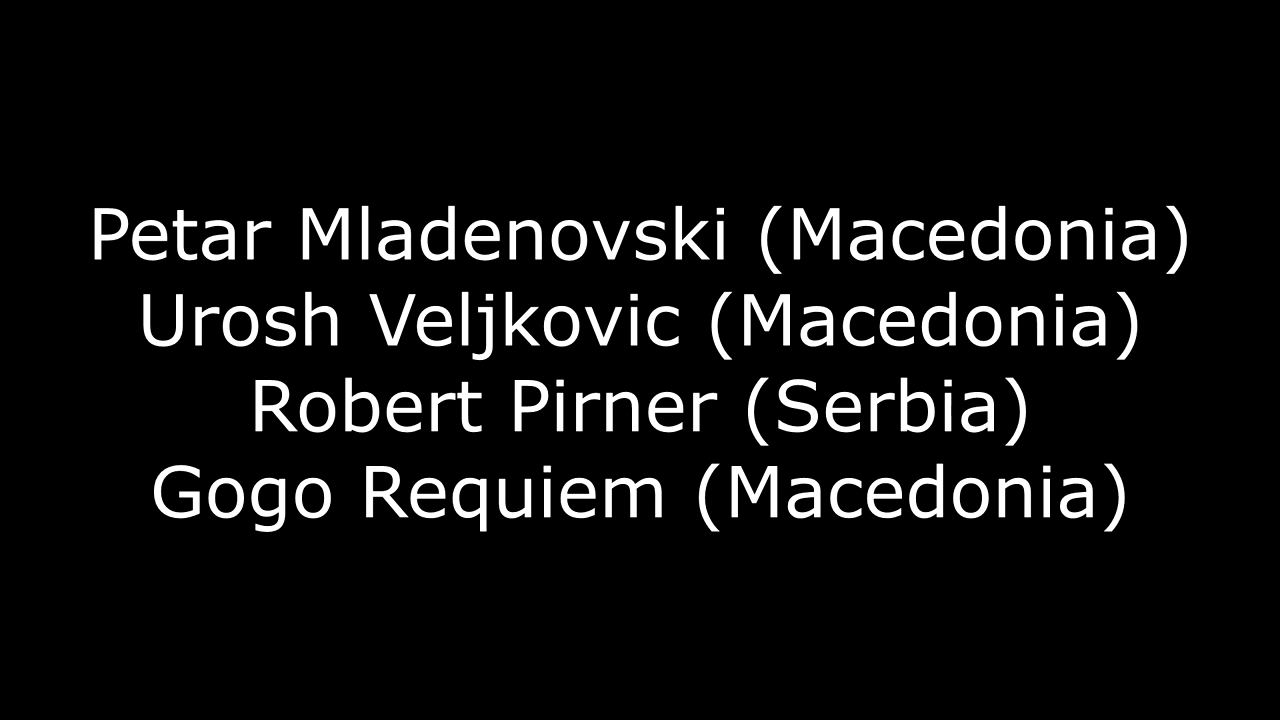 Petar Mladenovski (Macedonia)
Urosh Veljkovic (Macedonia)
Robert Pirner (Serbia)
Gogo Requiem (Macedonia)